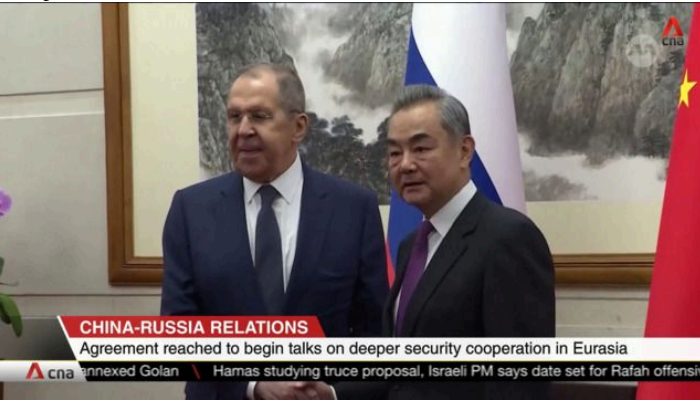 cna
CHINA-RUSSIA RELATIONS
Agreement reached to begin talks on deeper security cooperation in Eurasia
cna annexed Golan \ Hamas studying truce proposal, Israeli PM says date set for Rafah offensiv